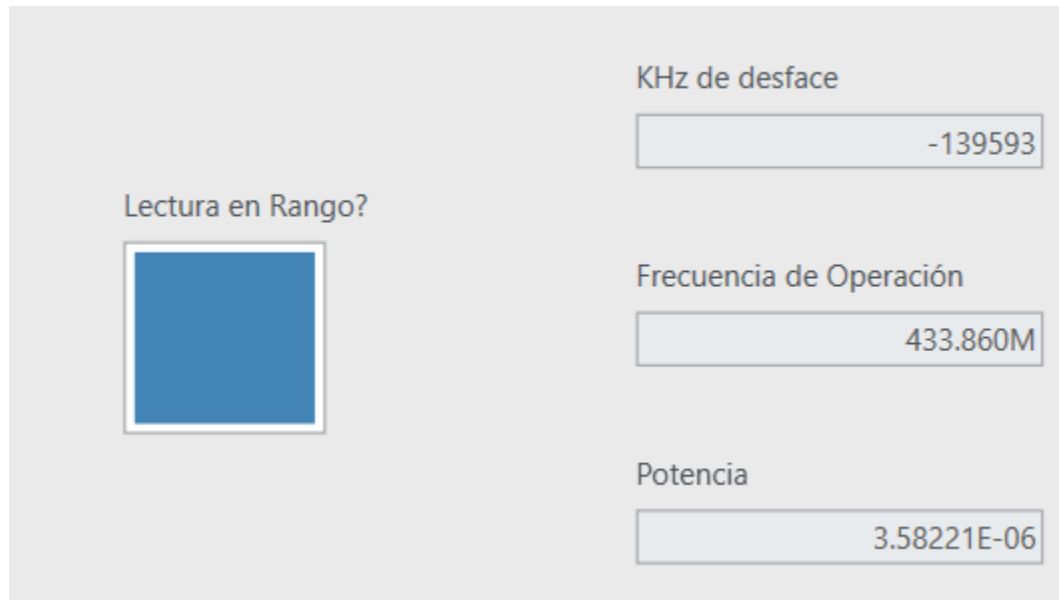 KHz de desface
-139593
Lectura en Rango?
Frecuencia de Operación
433.860M
Potencia
3.58221E-06